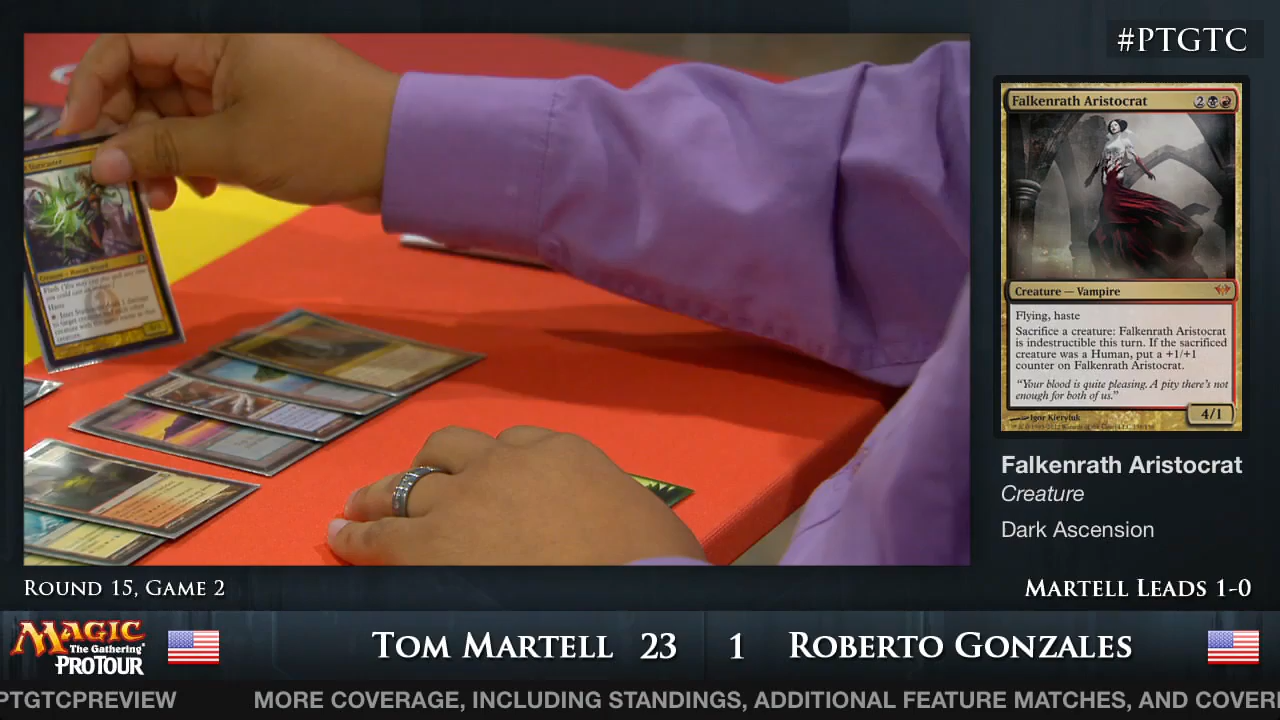 #PTGTC
Falkenrath Aristocrat 2
Creature — Vampire
Flying, haste
Sacrifice a creature: Falkenrath Aristocrat
is indestructible this turn. If the sacrificed
creature was a Human, put a +1/+1
counter on Falkenrath Aristocrat.
“Your blood is quite pleasing. A pity there’s not
enough for both of us.”
4/1
Igor Kieryluk
Falkenrath Aristocrat
Creature
Dark Ascension
Round 15, Game 2
Martell Leads 1-0
Magic
The Gathering®
ProTour
Tom Martell 23
1 Roberto Gonzales
PTGTCPREVIEW
MORE COVERAGE, INCLUDING STANDINGS, ADDITIONAL FEATURE MATCHES, AND COVER